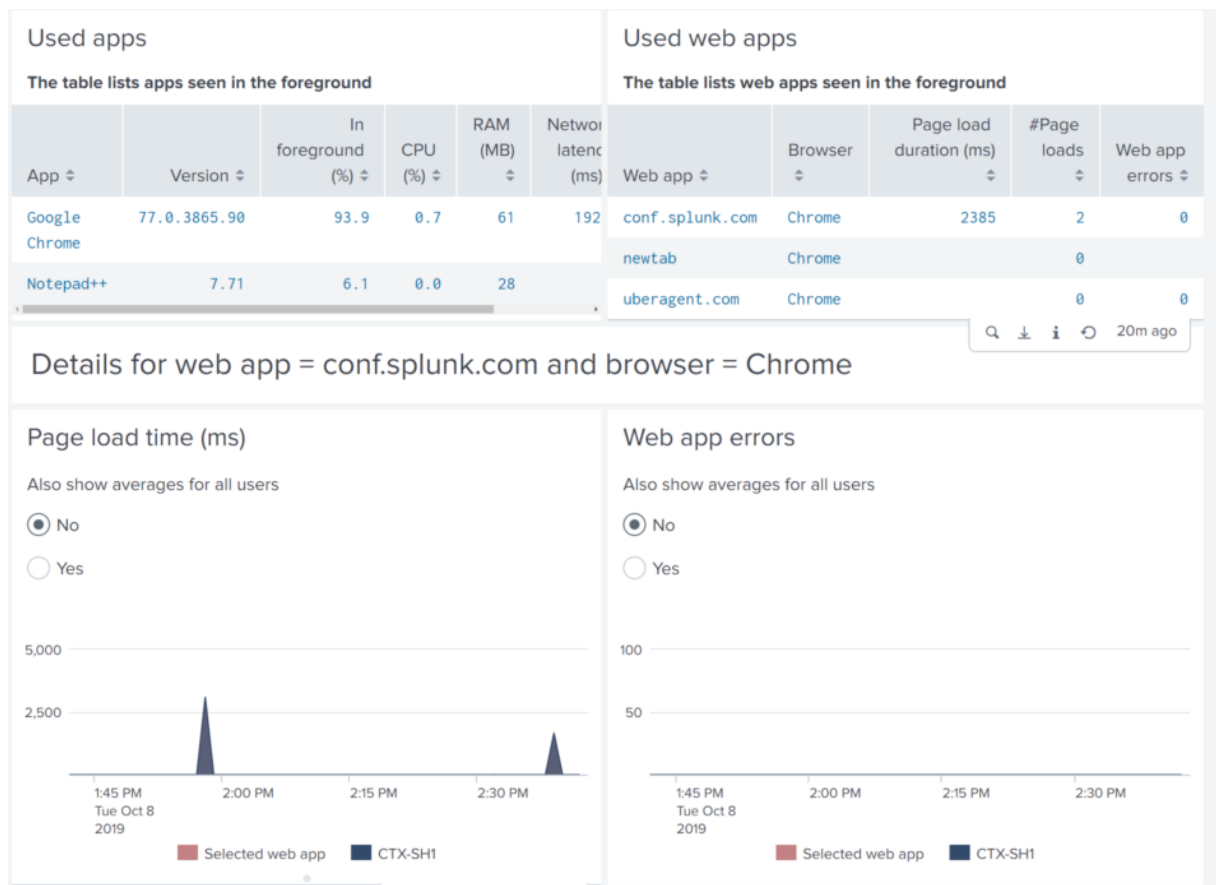 Used apps
The table lists apps seen in the foreground
App Version In foreground (%) CPU (%) RAM (MB) Networ latenc (ms)
Google Chrome 77.0.3865.90 93.9 0.7 61 192
Notepad++ 7.71 6.1 0.0 28
Used web apps
The table lists web apps seen in the foreground
Web app Browser Page load duration (ms) #Page loads Web app errors
conf.splunk.com Chrome 2385 2 0
newtab Chrome 0
uberagent.com Chrome 0 0
20m ago
Details for web app = conf.splunk.com and browser = Chrome
Page load time (ms)
Also show averages for all users
No
Yes
5,000
2,500
1:45 PM 2:00 PM 2:15 PM 2:30 PM
Tue Oct 8
2019
Selected web app CTX-SH1
Web app errors
Also show averages for all users
No
Yes
100
50
1:45 PM 2:00 PM 2:15 PM 2:30 PM
Tue Oct 8
2019
Selected web app CTX-SH1